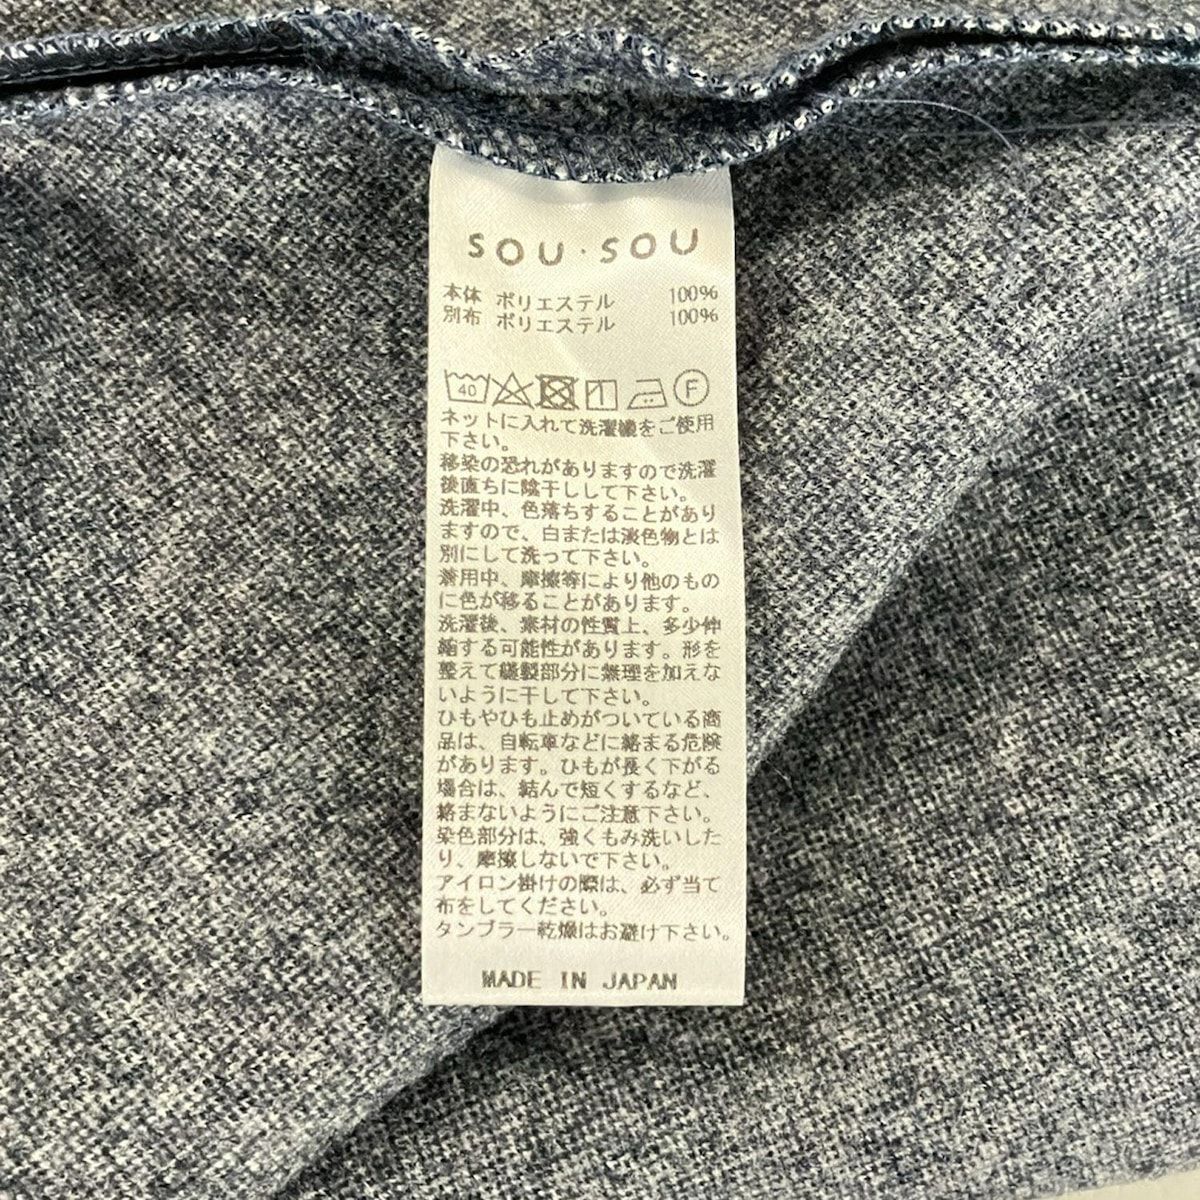 SOU・SOU
本体 ポリエステル 100%
別布 ポリエステル 100%
40 F
ネットに入れて洗濯機をご使用
下さい。
移染の恐れがありますので洗濯
後直ちに陰干しして下さい。
洗濯中、色落ちすることがあり
ますので、白または淡色物とは
別にして洗って下さい。
着用中、摩擦等により他のもの
に色が移ることがあります。
洗濯後、素材の性質上、多少伸
縮する可能性があります。形を
整えて縫製部分に無理を加えな
いように干して下さい。
ひもやひも止めがついている商
品は、自転車などに絡まる危険
があります。ひもが長く下がる
場合は、結んで短くするなど、
絡まないようにご注意下さい。
染色部分は、強くもみ洗いした
り、摩擦しないで下さい。
アイロン掛けの際は、必ず当て
布をしてください。
タンブラー乾燥はお避け下さい。
MADE IN JAPAN